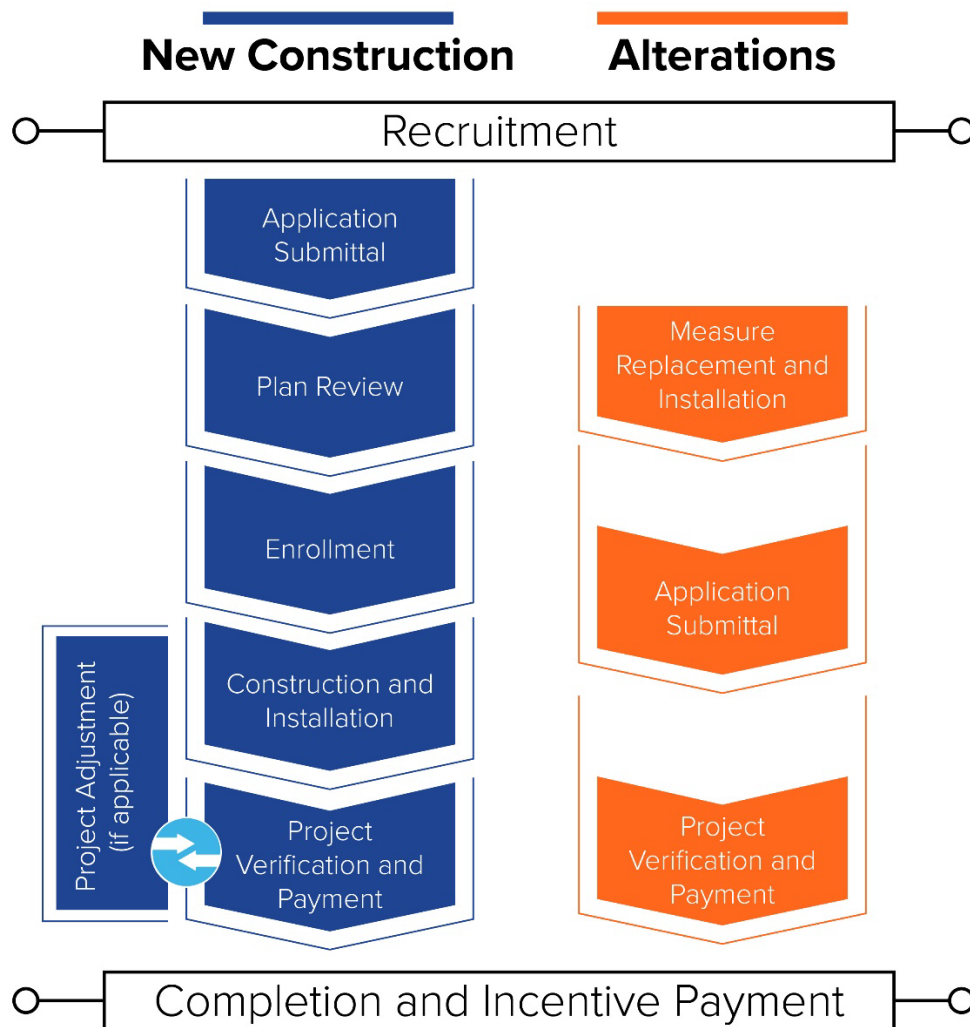 New Construction
Alterations
Recruitment
Application
Submittal
Plan Review
Enrollment
Construction and
Installation
Project Adjustment
(if applicable)
Project
Verification and
Payment
Measure
Replacement and
Installation
Application
Submittal
Project
Verification and
Payment
Completion and Incentive Payment